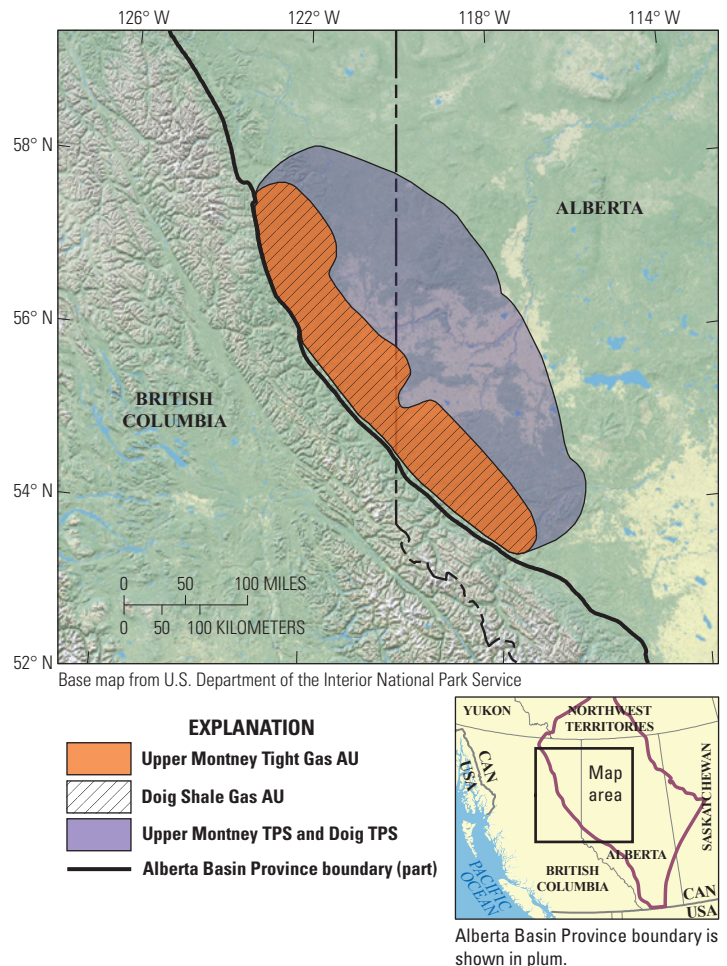 126° W 122° W 118° W 114° W
58° N
56° N
54° N
52° N
ALBERTA
BRITISH
COLUMBIA
0 50 100 MILES
0 50 100 KILOMETERS
Base map from U.S. Department of the Interior National Park Service
EXPLANATION
Upper Montney Tight Gas AU
Doig Shale Gas AU
Upper Montney TPS and Doig TPS
Alberta Basin Province boundary (part)
YUKON
NORTHWEST
TERRITORIES
CAN
USA
Map
area
SASKATCHEWAN
ALBERTA
BRITISH
COLUMBIA
PACIFIC
OCEAN
CAN
USA
Alberta Basin Province boundary is
shown in plum.